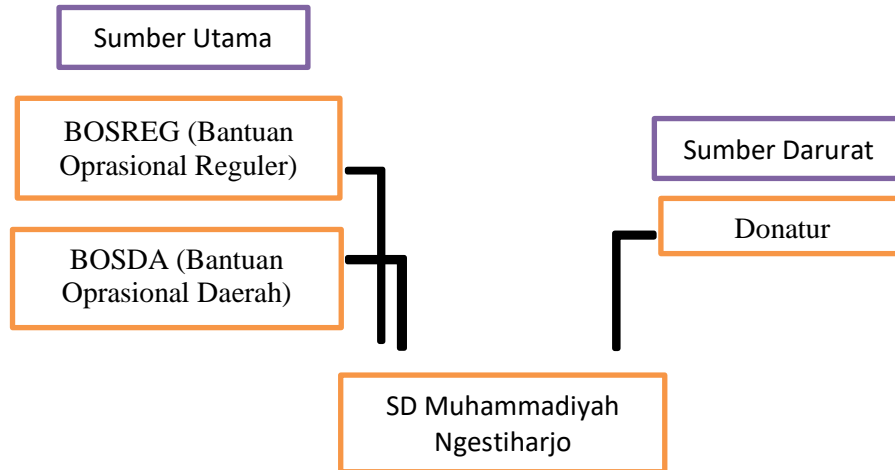 Sumber Utama
BOSREG (Bantuan
Oprasional Reguler)
BOSDA (Bantuan
Oprasional Daerah)
Sumber Darurat
Donatur
SD Muhammadiyah
Ngestiharjo